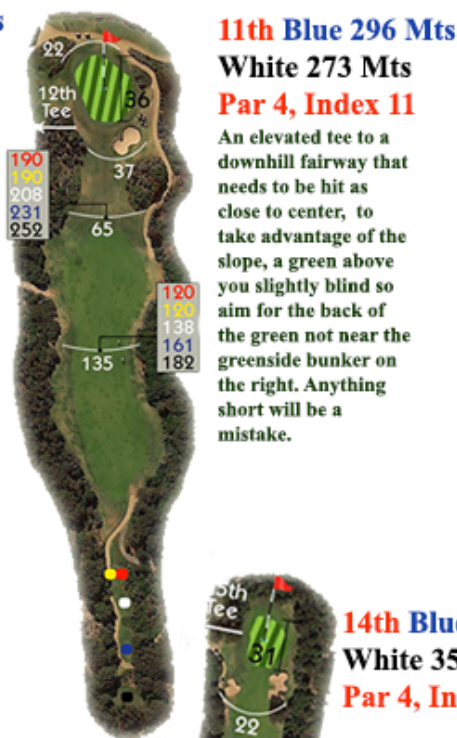 s
11th Blue 296 Mts
White 273 Mts
Par 4, Index 11
An elevated tee to a
downhill fairway that
needs to be hit as
close to center, to
take advantage of the
slope, a green above
you slightly blind so
aim for the back of
the green not near the
greenside bunker on
the right. Anything
short will be a
mistake.
22
36
12th
Tee
37
190
190
208
231
252
65
120
120
138
161
182
135
5th
Tee
31
22
14th Blue
White 35
Par 4, In